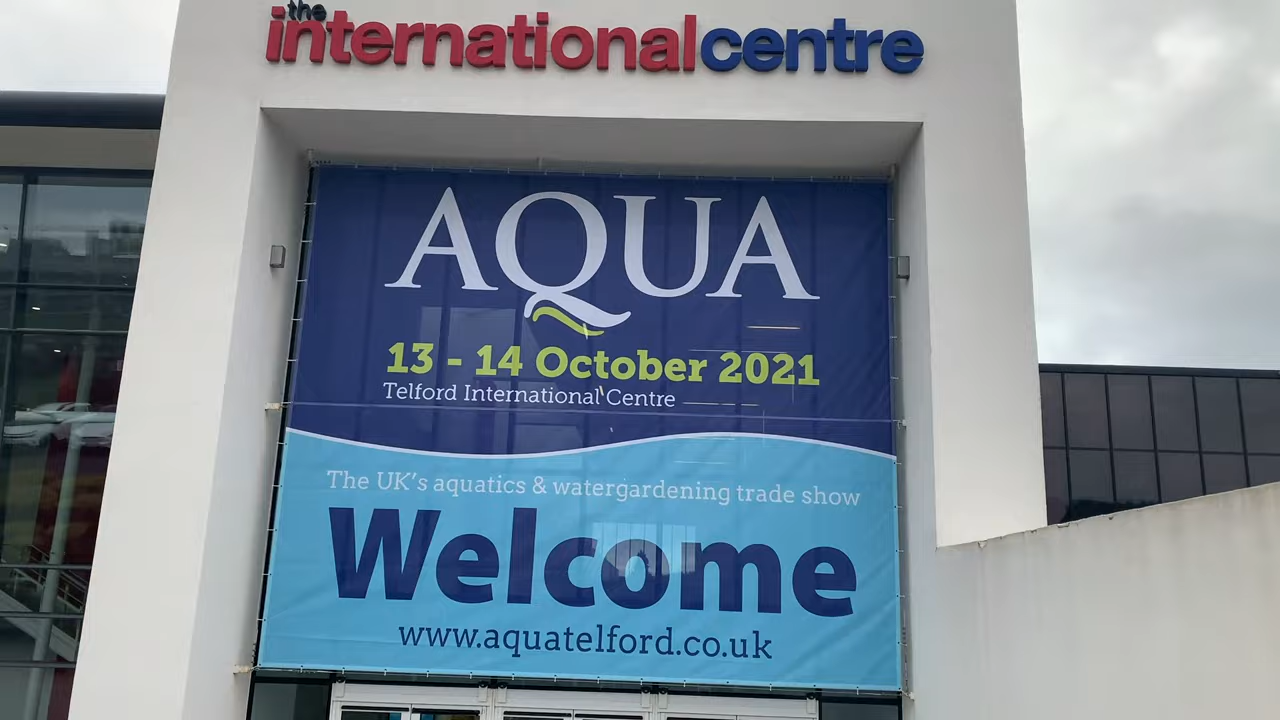 the
internationalcentre
AQUA
13 - 14 October 2021
Telford International Centre
The UK's aquatics & watergardening trade show
Welcome
www.aquatelford.co.uk